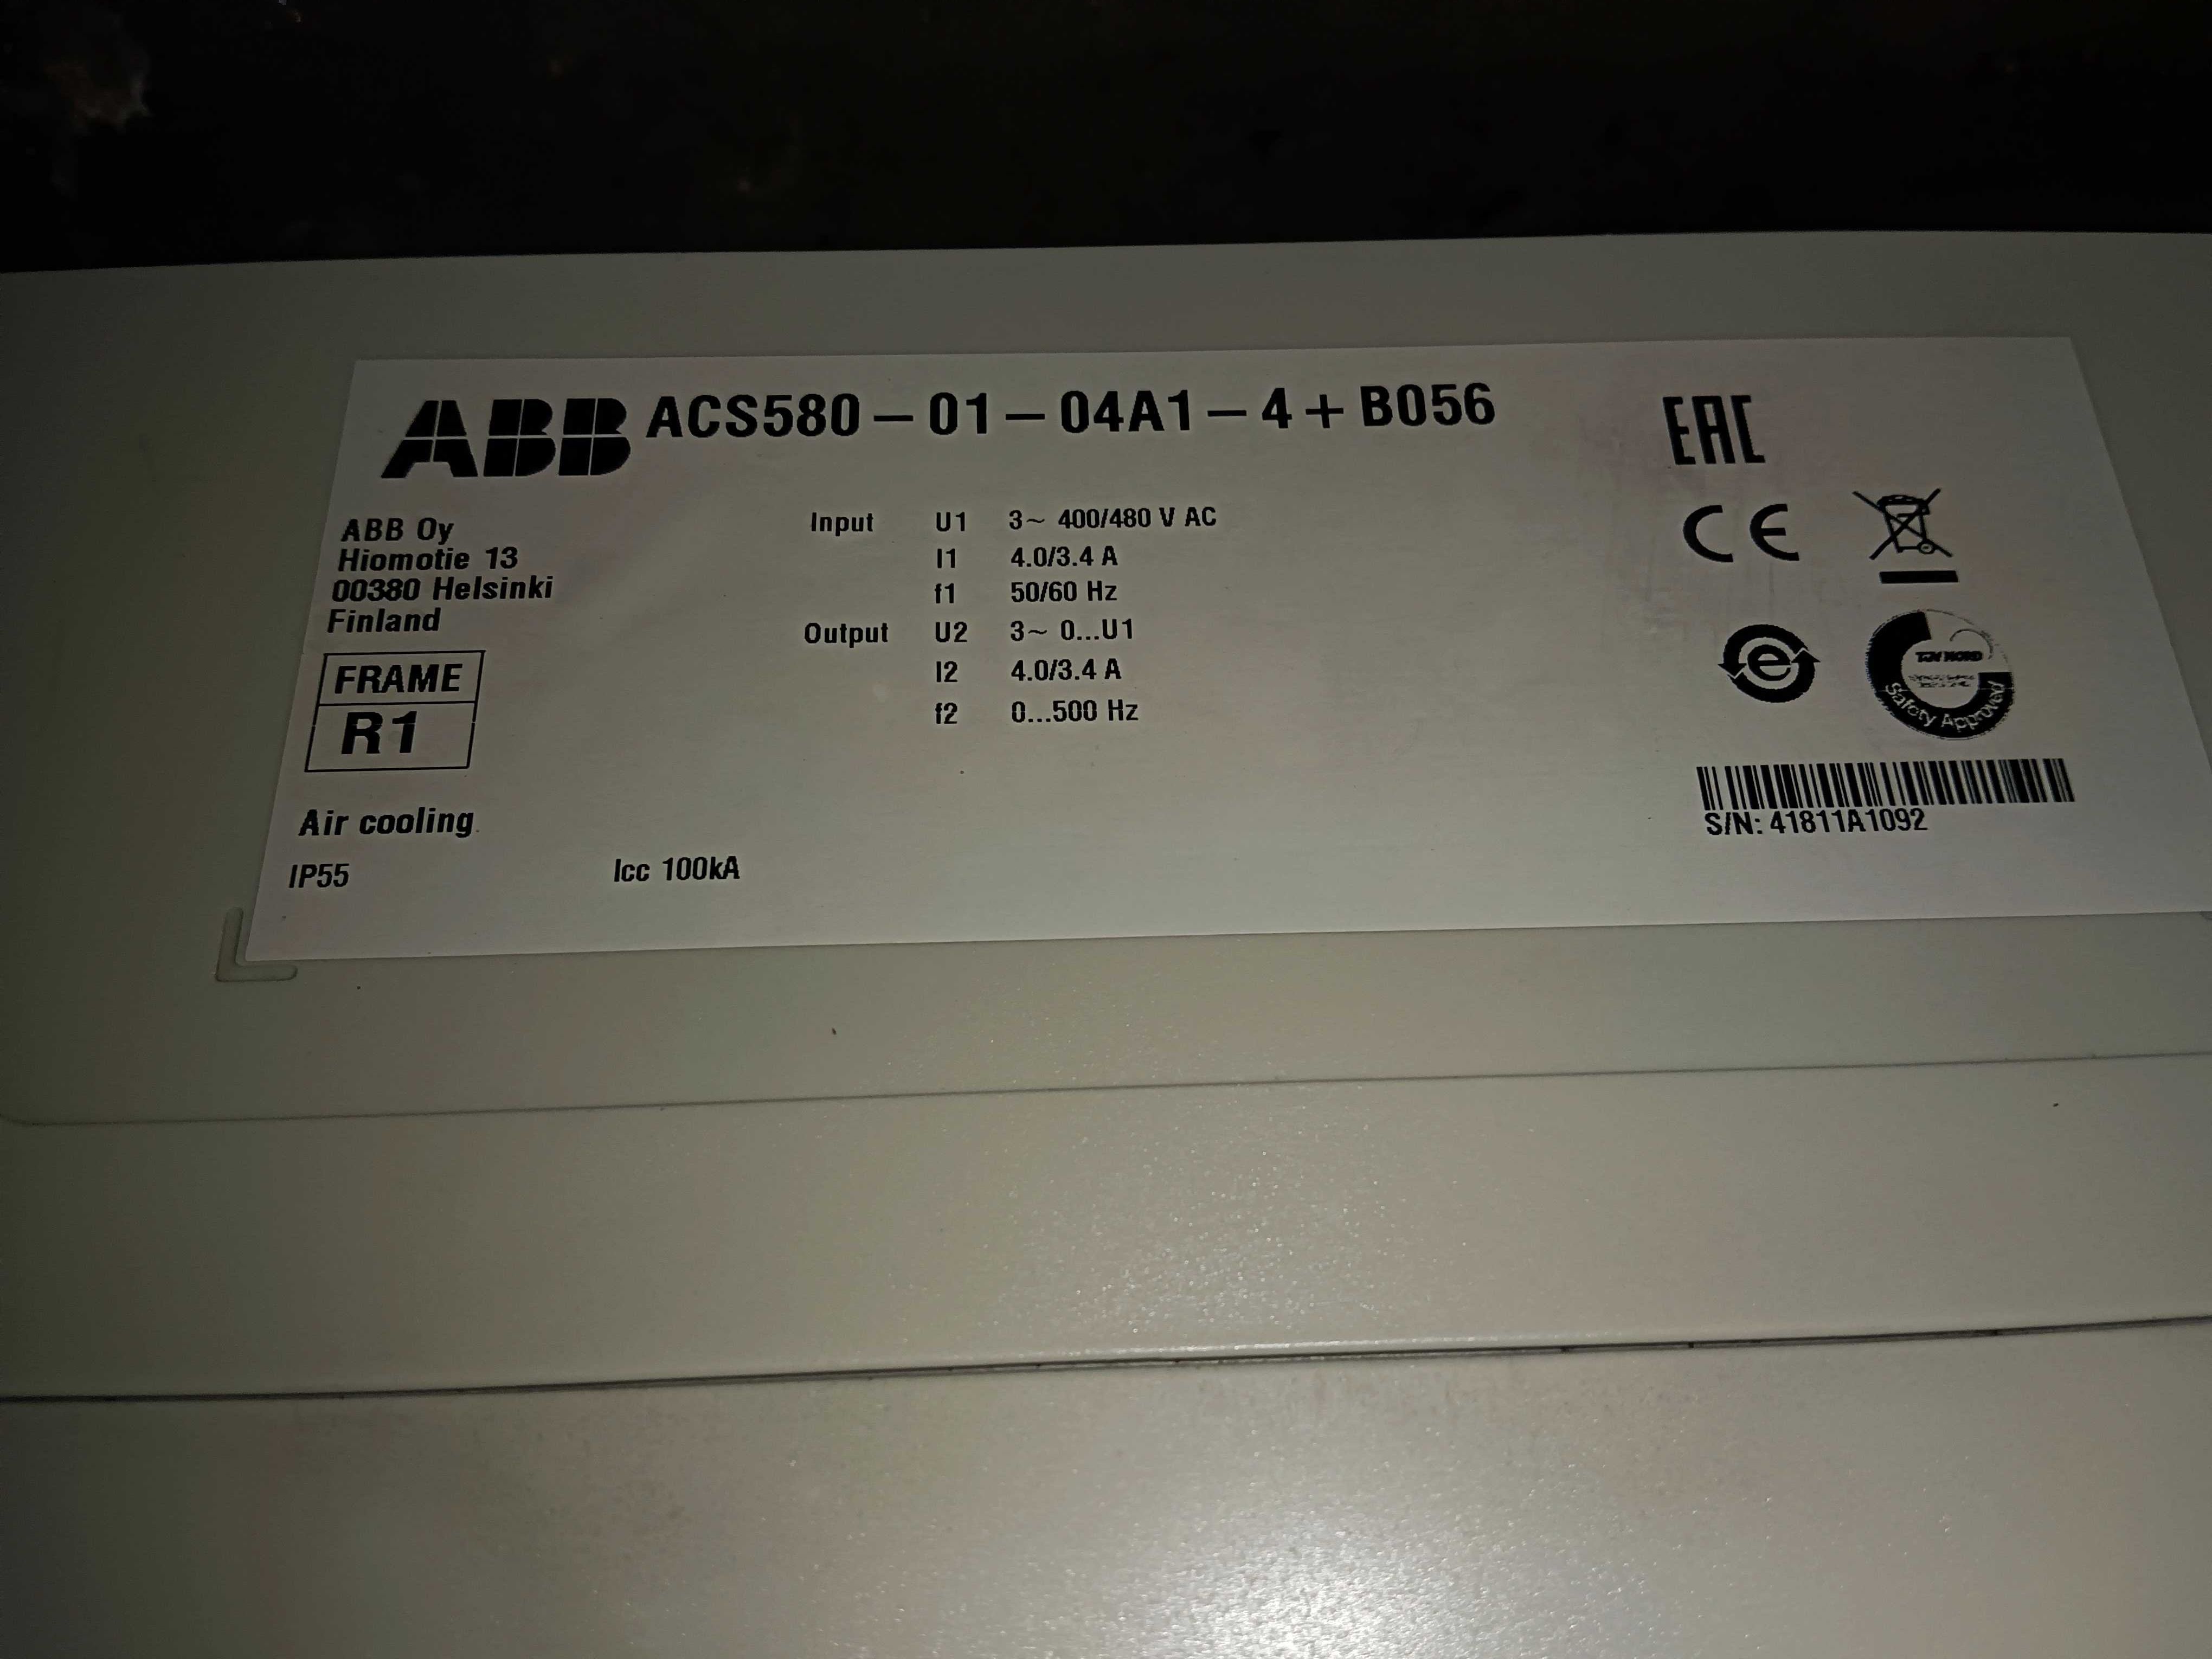 ABB ACS580-01-04A1-4+B056
EAC
ABB Oy
Hiomotie 13
00380 Helsinki
Finland
FRAME
R1
Air cooling
IP55
Icc 100kA
Input U1 3~ 400/480 V AC
I1 4.0/3.4 A
f1 50/60 Hz
Output U2 3~ 0...U1
I2 4.0/3.4 A
f2 0...500 Hz
CE
e
TÜV NORD
Safety Approved
S/N: 41811A1092